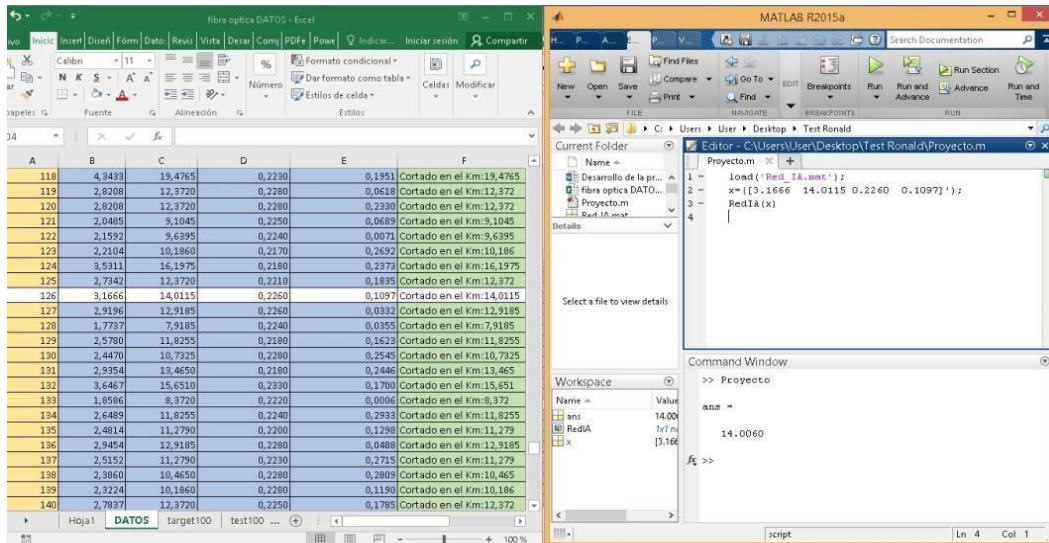 fibra optica DATOS - Excel
Inicic Insert Diseñ Fórm Dato: Revis Vista Desar Comp PDFe Powe Indicar... Iniciar sesión Compartir
Calibri 11
N K S
%
Número
Formato condicional
Dar formato como tabla
Estilos de celda
Celdas Modificar
Fuente Alineación Estilos
fx
A B C D E F
118 4,3433 19,4765 0,2230 0,1951 Cortado en el Km:19,4765
119 2,8208 12,3720 0,2280 0,0618 Cortado en el Km:12,372
120 2,8208 12,3720 0,2280 0,2330 Cortado en el Km:12,372
121 2,0485 9,1045 0,2250 0,0689 Cortado en el Km:9,1045
122 2,1592 9,6395 0,2240 0,0071 Cortado en el Km:9,6395
123 2,2104 10,1860 0,2170 0,2692 Cortado en el Km:10,186
124 3,5311 16,1975 0,2180 0,2373 Cortado en el Km:16,1975
125 2,7342 12,3720 0,2210 0,1835 Cortado en el Km:12,372
126 3,1666 14,0115 0,2260 0,1097 Cortado en el Km:14,0115
127 2,9196 12,9185 0,2260 0,0332 Cortado en el Km:12,9185
128 1,7737 7,9185 0,2240 0,0355 Cortado en el Km:7,9185
129 2,5780 11,8255 0,2180 0,1623 Cortado en el Km:11,8255
130 2,4470 10,7325 0,2280 0,2545 Cortado en el Km:10,7325
131 2,9354 13,4650 0,2180 0,2446 Cortado en el Km:13,465
132 3,6467 15,6510 0,2330 0,1700 Cortado en el Km:15,651
133 1,8586 8,3720 0,2220 0,0006 Cortado en el Km:8,372
134 2,6489 11,8255 0,2240 0,2933 Cortado en el Km:11,8255
135 2,4814 11,2790 0,2200 0,1298 Cortado en el Km:11,279
136 2,9454 12,9185 0,2280 0,0488 Cortado en el Km:12,9185
137 2,5152 11,2790 0,2230 0,2715 Cortado en el Km:11,279
138 2,3860 10,4650 0,2280 0,2809 Cortado en el Km:10,465
139 2,3224 10,1860 0,2280 0,1190 Cortado en el Km:10,186
140 2,7837 12,3720 0,2250 0,1785 Cortado en el Km:12,372
Hoja1 DATOS target100 test100 ...
100 %
MATLAB R2015a
H... P... A... E... P... V...
Search Documentation
New Open Save
Find Files
Compare
Print
Go To
Find
EDIT
Breakpoints
Run
Run and Advance
Run Section
Advance
Run and Time
FILE NAVIGATE BREAKPOINTS RUN
C: Users User Desktop Test Ronald
Current Folder
Name
Desarrollo de la pr...
fibra optica DATO...
Proyecto.m
Red IA.mat
Details
Select a file to view details
Editor - C:\Users\User\Desktop\Test Ronald\Proyecto.m
Proyecto.m
1 load('Red_IA.mat');
2 x=([3.1666 14.0115 0.2260 0.1097]');
3 RedIA(x)
4
Workspace
Name Value
ans 14.00
RedIA 1x1 ne
x [3.166
Command Window
>> Proyecto
ans =
14.0060
fx >>
script Ln 4 Col 1